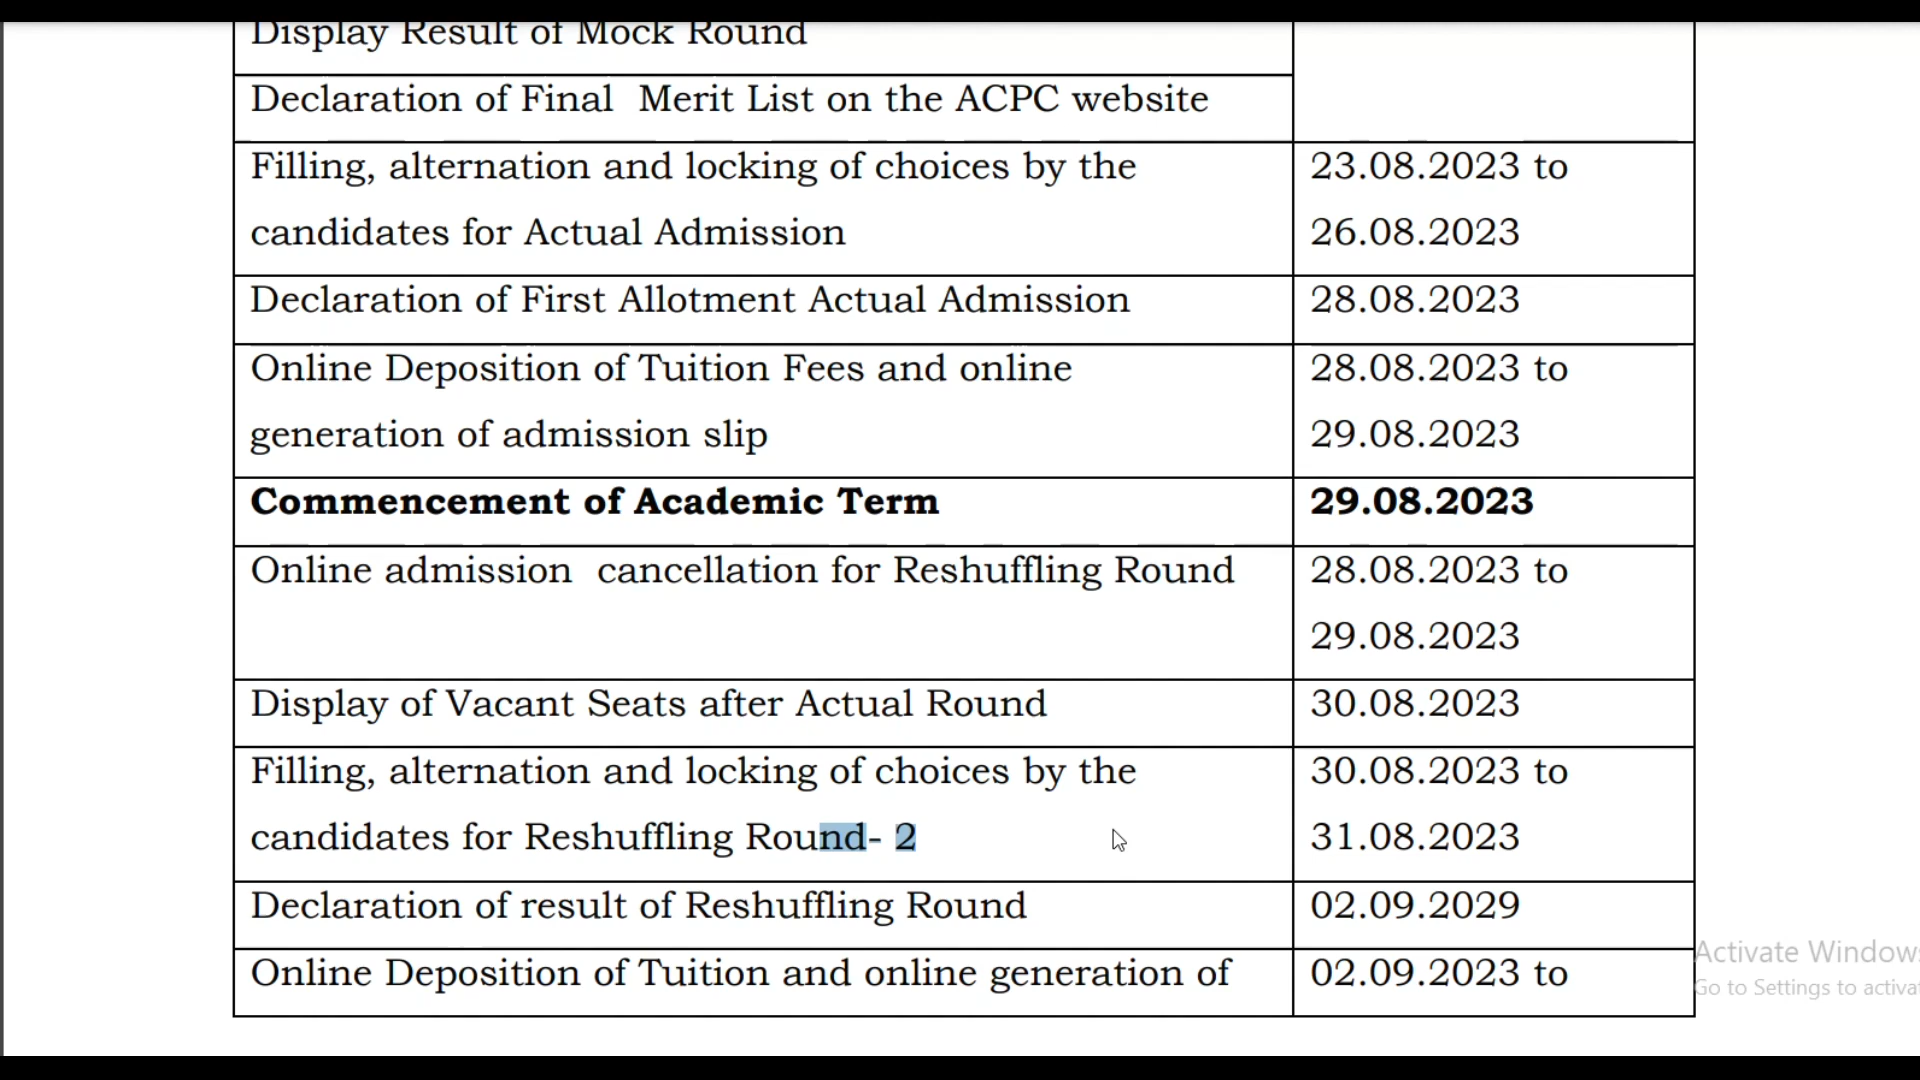 Display Result of Mock Round
Declaration of Final  Merit List on the ACPC website
Filling, alternation and locking of choices by the
candidates for Actual Admission
23.08.2023 to
26.08.2023
Declaration of First Allotment Actual Admission
28.08.2023
Online Deposition of Tuition Fees and online
generation of admission slip
28.08.2023 to
29.08.2023
Commencement of Academic Term
29.08.2023
Online admission  cancellation for Reshuffling Round
28.08.2023 to
29.08.2023
Display of Vacant Seats after Actual Round
30.08.2023
Filling, alternation and locking of choices by the
candidates for Reshuffling Round- 2
30.08.2023 to
31.08.2023
Declaration of result of Reshuffling Round
02.09.2029
Online Deposition of Tuition and online generation of
02.09.2023 to
Activate Windows
Go to Settings to activat